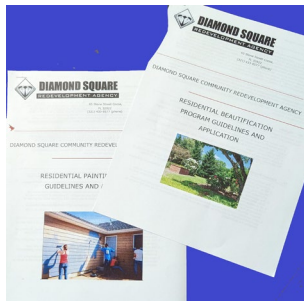 DIAMOND SQUARE
REDEVELOPMENT AGENCY
DIAMOND SQUARE COMMUNITY REDEVEL
RESIDENTIAL PAINTI
GUIDELINES AND
DIAMOND SQUARE
REDEVELOPMENT AGENCY
DIAMOND SQUARE COMMUNITY REDEVELOPMENT AGENCY
RESIDENTIAL BEAUTIFICATION
PROGRAM GUIDELINES AND
APPLICATION